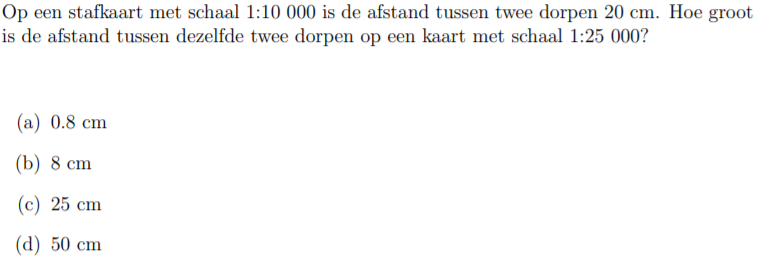 Op een stafkaart met schaal 1:10 000 is de afstand tussen twee dorpen 20 cm. Hoe groot
is de afstand tussen dezelfde twee dorpen op een kaart met schaal 1:25 000?
(a) 0.8 cm
(b) 8 cm
(c) 25 cm
(d) 50 cm